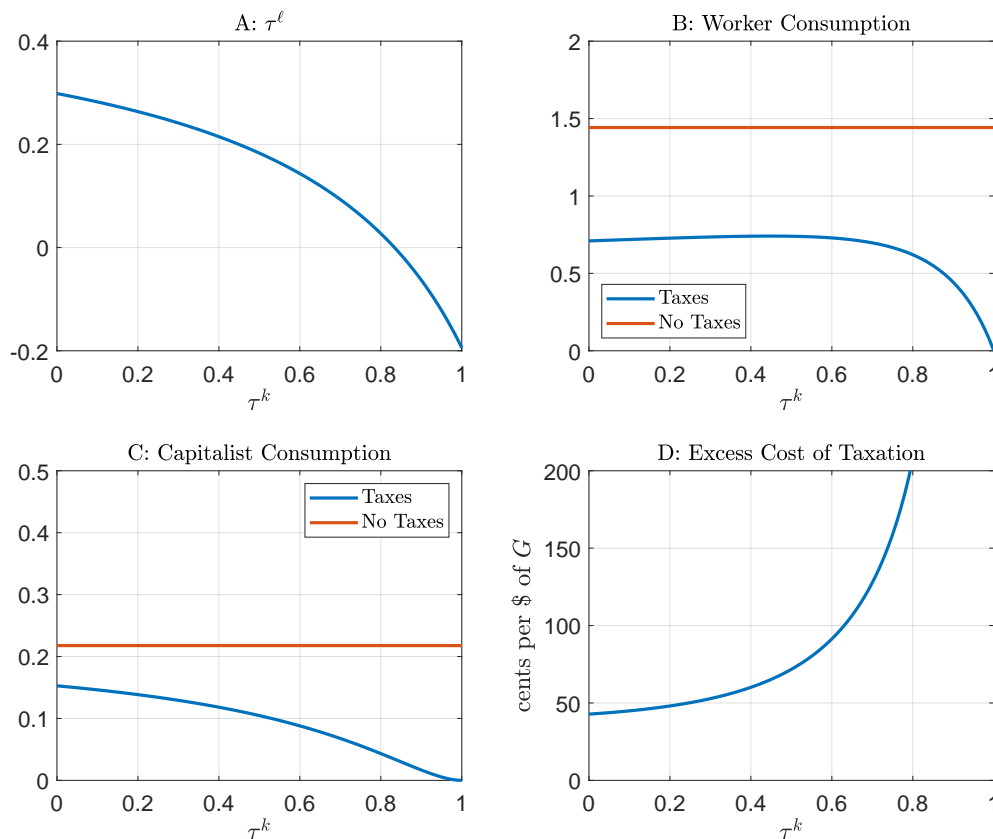 A: τ^ℓ
0.4
0.2
0
-0.2
0 0.2 0.4 0.6 0.8 1
τ^k
B: Worker Consumption
2
1.5
1
0.5
0
Taxes
No Taxes
0 0.2 0.4 0.6 0.8 1
τ^k
C: Capitalist Consumption
0.5
0.4
0.3
0.2
0.1
0
Taxes
No Taxes
0 0.2 0.4 0.6 0.8 1
τ^k
D: Excess Cost of Taxation
cents per $ of G
200
150
100
50
0
0 0.2 0.4 0.6 0.8 1
τ^k